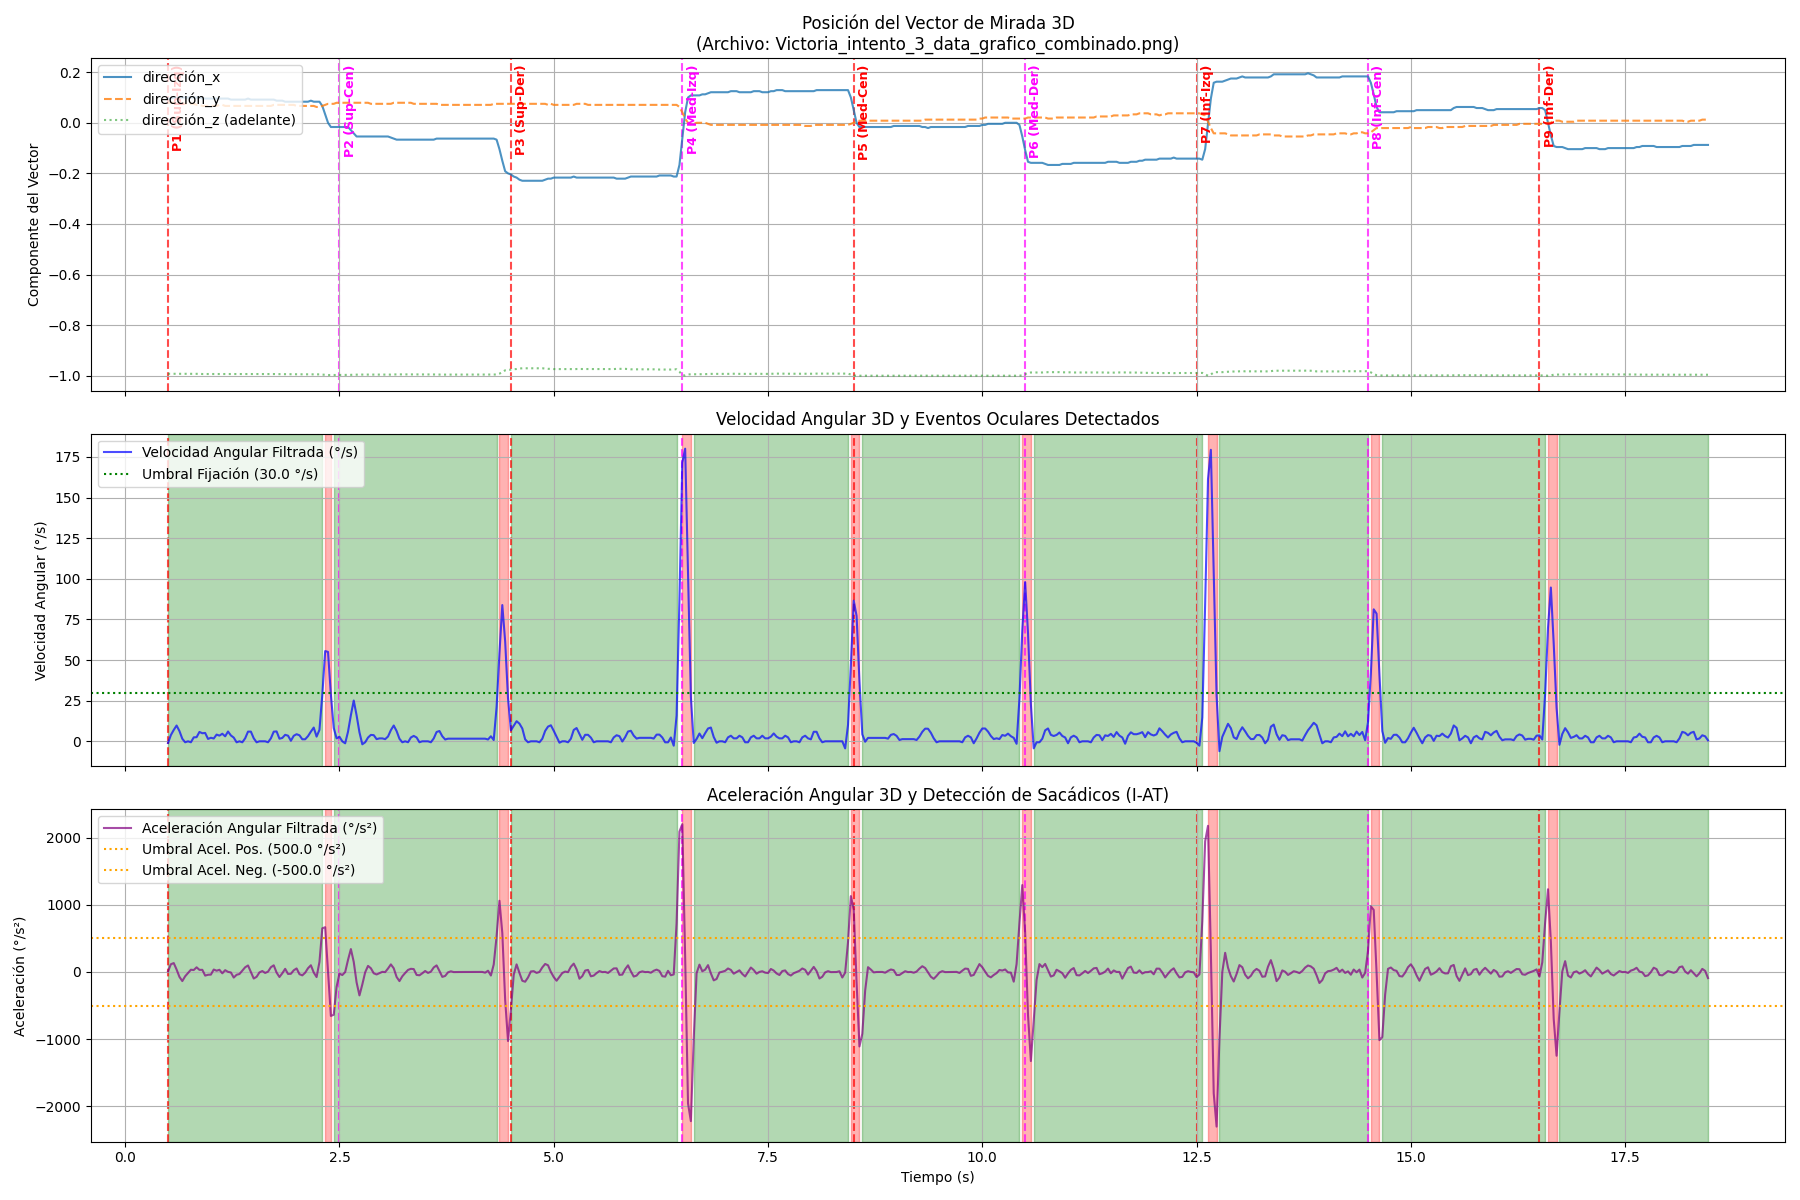 Posición del Vector de Mirada 3D
(Archivo: Victoria_intento_3_data_grafico_combinado.png)
Componente del Vector
0.2
0.0
−0.2
−0.4
−0.6
−0.8
−1.0
dirección_x
dirección_y
dirección_z (adelante)
P1 (Sup-Izq)
P2 (Sup-Cen)
P3 (Sup-Der)
P4 (Med-Izq)
P5 (Med-Cen)
P6 (Med-Der)
P7 (Inf-Izq)
P8 (Inf-Cen)
P9 (Inf-Der)
Velocidad Angular 3D y Eventos Oculares Detectados
Velocidad Angular (°/s)
175
150
125
100
75
50
25
0
Velocidad Angular Filtrada (°/s)
Umbral Fijación (30.0 °/s)
Aceleración Angular 3D y Detección de Sacádicos (I-AT)
Aceleración (°/s²)
2000
1000
0
−1000
−2000
Aceleración Angular Filtrada (°/s²)
Umbral Acel. Pos. (500.0 °/s²)
Umbral Acel. Neg. (-500.0 °/s²)
0.0 2.5 5.0 7.5 10.0 12.5 15.0 17.5
Tiempo (s)